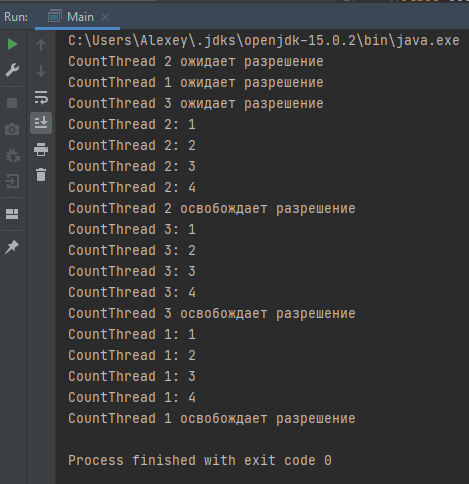 Run: Main
C:\Users\Alexey\.jdks\openjdk-15.0.2\bin\java.exe
CountThread 2 ожидает разрешение
CountThread 1 ожидает разрешение
CountThread 3 ожидает разрешение
CountThread 2: 1
CountThread 2: 2
CountThread 2: 3
CountThread 2: 4
CountThread 2 освобождает разрешение
CountThread 3: 1
CountThread 3: 2
CountThread 3: 3
CountThread 3: 4
CountThread 3 освобождает разрешение
CountThread 1: 1
CountThread 1: 2
CountThread 1: 3
CountThread 1: 4
CountThread 1 освобождает разрешение
Process finished with exit code 0